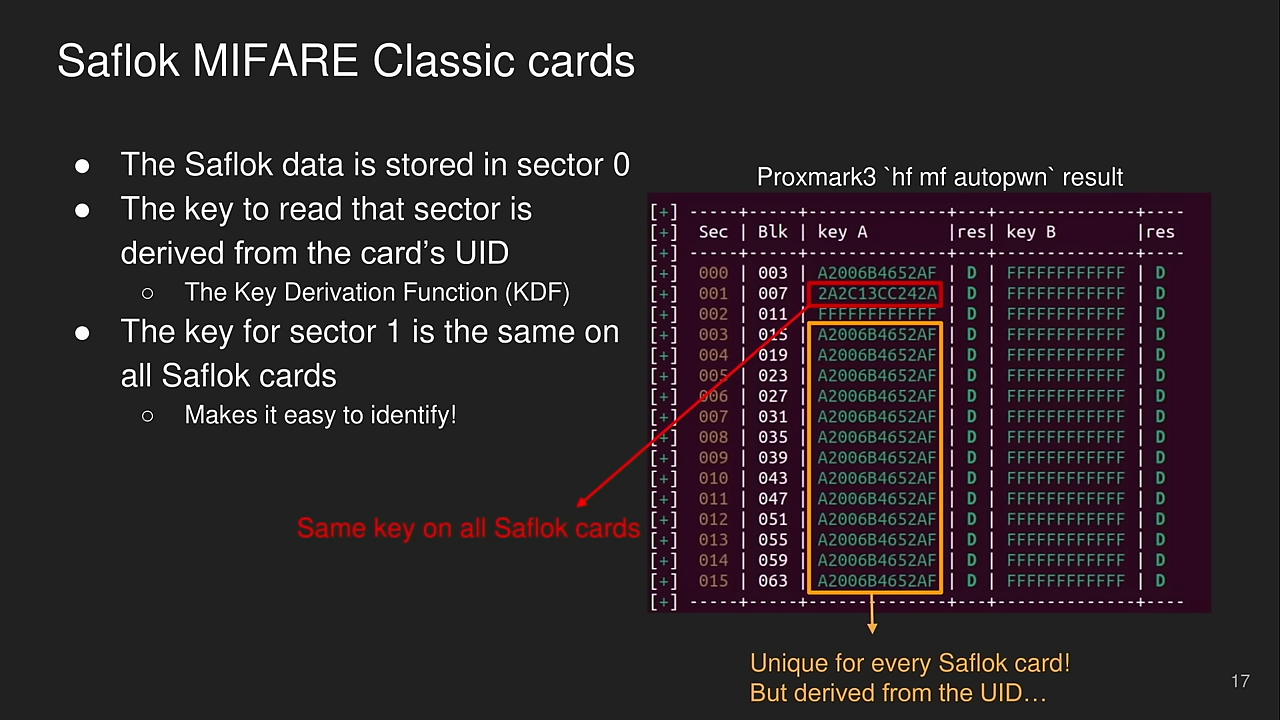 Saflok MIFARE Classic cards
● The Saflok data is stored in sector 0
● The key to read that sector is
derived from the card's UID
○ The Key Derivation Function (KDF)
● The key for sector 1 is the same on
all Saflok cards
○ Makes it easy to identify!
Same key on all Saflok cards
Proxmark3 `hf mf autopwn` result
[+] -----+-----+--------------+---+--------------+----
[+] Sec | Blk | key A |res| key B |res
[+] -----+-----+--------------+---+--------------+----
[+] 000 | 003 | A2006B4652AF | D | FFFFFFFFFFFF | D
[+] 001 | 007 | 2A2C13CC242A | D | FFFFFFFFFFFF | D
[+] 002 | 011 | FFFFFFFFFFFF | D | FFFFFFFFFFFF | D
[+] 003 | 015 | A2006B4652AF | D | FFFFFFFFFFFF | D
[+] 004 | 019 | A2006B4652AF | D | FFFFFFFFFFFF | D
[+] 005 | 023 | A2006B4652AF | D | FFFFFFFFFFFF | D
[+] 006 | 027 | A2006B4652AF | D | FFFFFFFFFFFF | D
[+] 007 | 031 | A2006B4652AF | D | FFFFFFFFFFFF | D
[+] 008 | 035 | A2006B4652AF | D | FFFFFFFFFFFF | D
[+] 009 | 039 | A2006B4652AF | D | FFFFFFFFFFFF | D
[+] 010 | 043 | A2006B4652AF | D | FFFFFFFFFFFF | D
[+] 011 | 047 | A2006B4652AF | D | FFFFFFFFFFFF | D
[+] 012 | 051 | A2006B4652AF | D | FFFFFFFFFFFF | D
[+] 013 | 055 | A2006B4652AF | D | FFFFFFFFFFFF | D
[+] 014 | 059 | A2006B4652AF | D | FFFFFFFFFFFF | D
[+] 015 | 063 | A2006B4652AF | D | FFFFFFFFFFFF | D
[+] -----+-----+--------------+---+--------------+----
Unique for every Saflok card!
But derived from the UID…
17